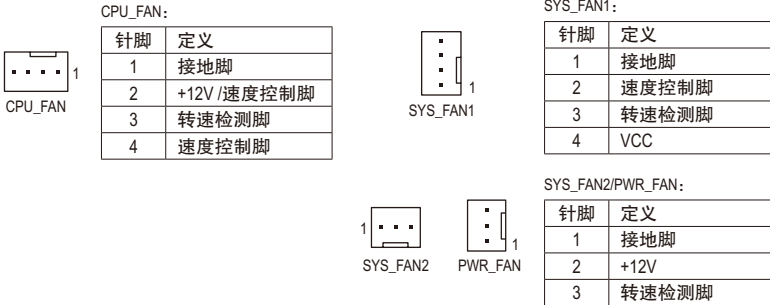 CPU_FAN：
针脚 定义
1 接地脚
2 +12V /速度控制脚
3 转速检测脚
4 速度控制脚
1
CPU_FAN
SYS_FAN1：
针脚 定义
1 接地脚
2 速度控制脚
3 转速检测脚
4 VCC
1
SYS_FAN1
SYS_FAN2/PWR_FAN：
针脚 定义
1 接地脚
2 +12V
3 转速检测脚
1
SYS_FAN2
1
PWR_FAN